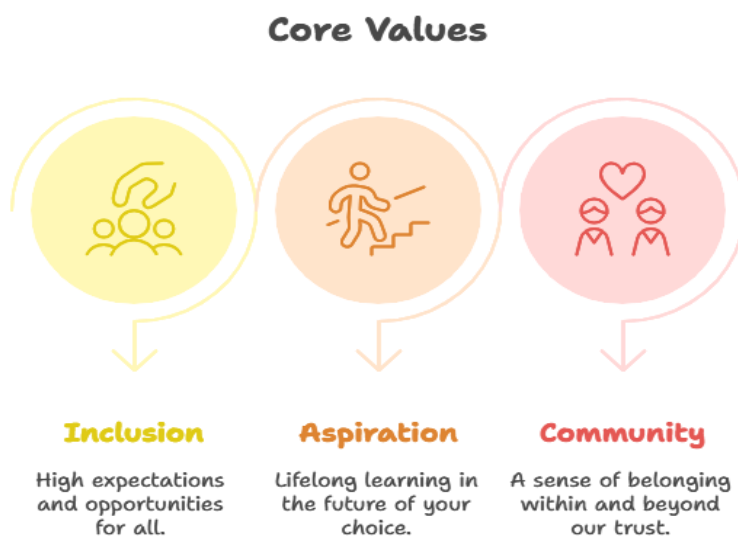 Core Values
Inclusion
High expectations
and opportunities
for all.
Aspiration
Lifelong learning in
the future of your
choice.
Community
A sense of belonging
within and beyond
our trust.